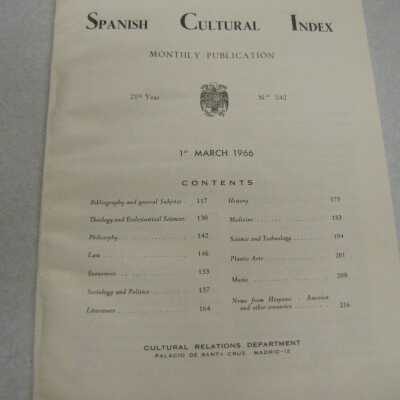 SPANISH CULTURAL INDEX
MONTHLY PUBLICATION
Year N.º 242
1st MARCH 1966
CONTENTS
Bibliography and general Subjects . 117
Theology and Ecclesiastical Sciences . 130
Philosophy 142
Law 146
Economics 153
Sociology and Politics 157
Literature 164
History 175
Medicine 183
Science and Technology 194
Plastic Arts 201
Music 209
News from Hispano - America
and other countries 216
CULTURAL RELATIONS DEPARTMENT
PALACIO DE SANTA CRUZ MADRID-12